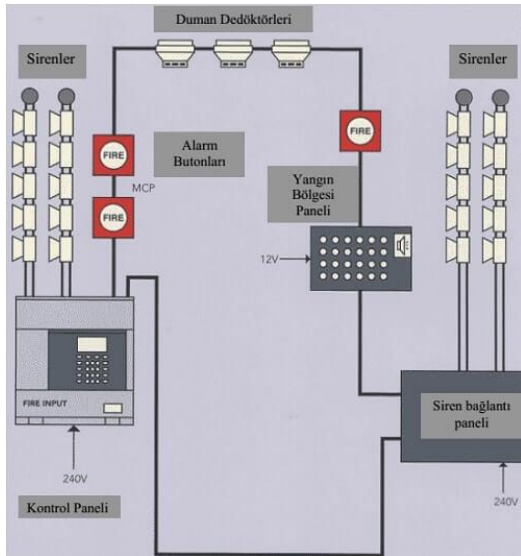 Duman Dedöktörleri
Sirenler
Sirenler
FIRE
FIRE
Alarm
Butonları
MCP
FIRE
Yangın
Bölgesi
Paneli
12V
FIRE INPUT
Siren bağlantı
paneli
240V
240V
Kontrol Paneli